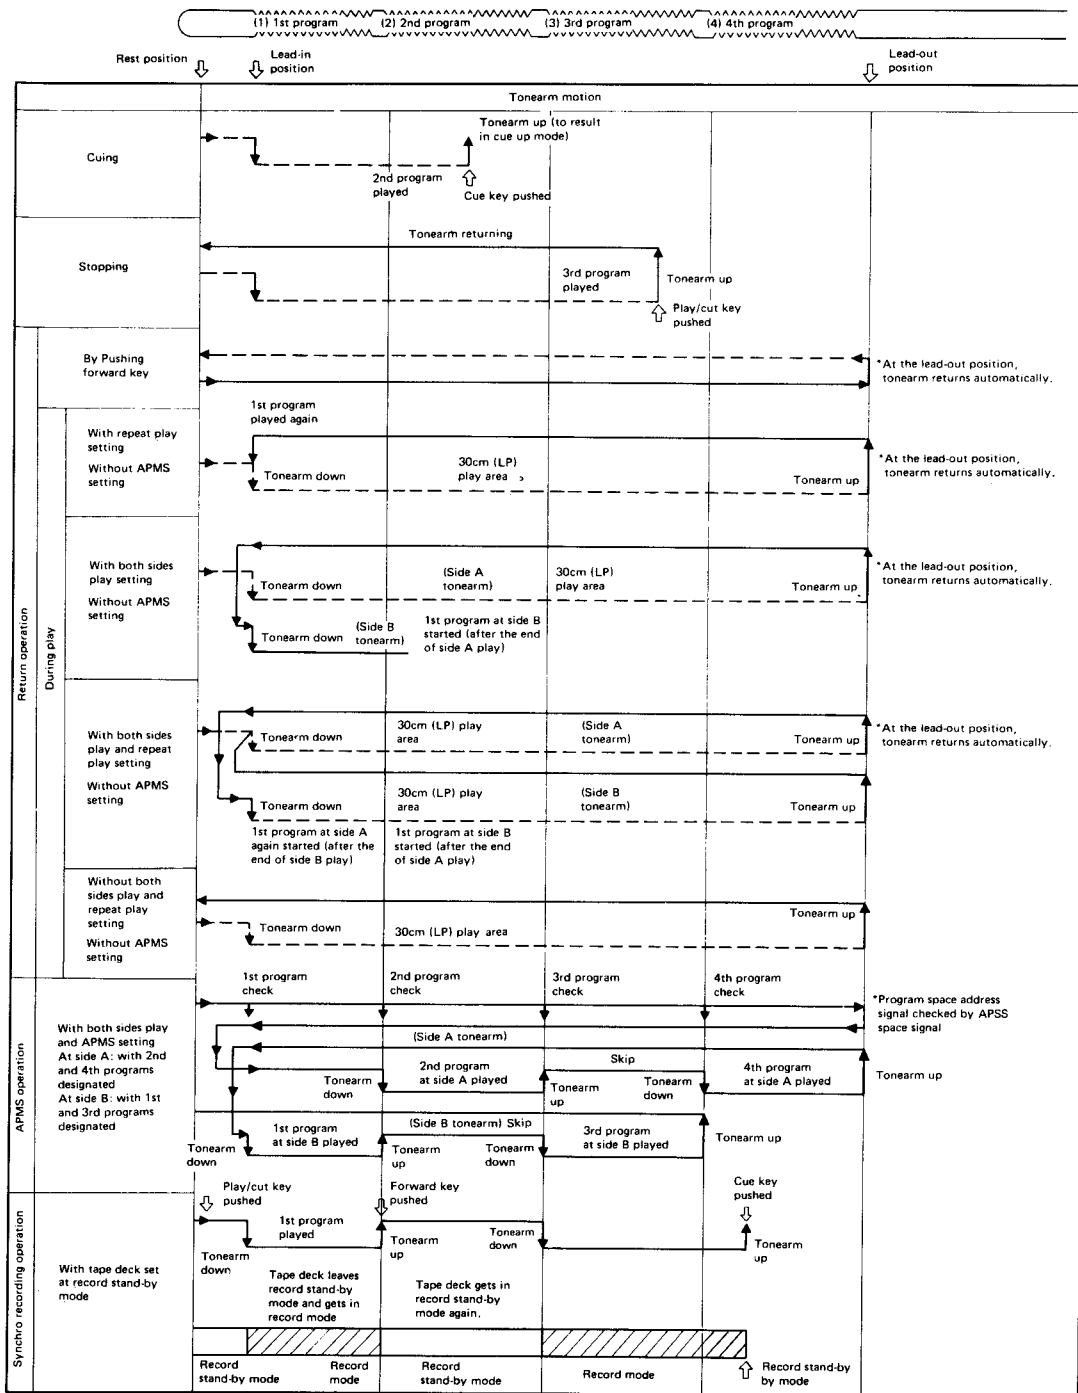 (1) 1st program
(2) 2nd program
(3) 3rd program
(4) 4th program
Rest position
Lead-in
position
Lead-out
position
Tonearm motion
Cuing
Tonearm up (to result
in cue up mode)
2nd program
played
Cue key pushed
Stopping
Tonearm returning
3rd program
played
Tonearm up
Play/cut key
pushed
Return operation
During play
By Pushing
forward key
*At the lead-out position,
tonearm returns automatically.
With repeat play
setting
Without APMS
setting
1st program
played again
Tonearm down
30cm (LP)
play area
Tonearm up
*At the lead-out position,
tonearm returns automatically.
With both sides
play setting
Without APMS
setting
Tonearm down
(Side A
tonearm)
30cm (LP)
play area
Tonearm up
*At the lead-out position,
tonearm returns automatically.
Tonearm down
(Side B
tonearm)
1st program at side B
started (after the end
of side A play)
With both sides
play and repeat
play setting
Without APMS
setting
Tonearm down
30cm (LP) play
area
(Side A
tonearm)
Tonearm up
*At the lead-out position,
tonearm returns automatically.
Tonearm down
30cm (LP) play
area
(Side B
tonearm)
Tonearm up
1st program at side A
again started (after the
end of side B play)
1st program at side B
started (after the end
of side A play)
Without both
sides play and
repeat play
setting
Without APMS
setting
Tonearm down
30cm (LP) play area
Tonearm up
APMS operation
With both sides play
and APMS setting
At side A: with 2nd
and 4th programs
designated
At side B: with 1st
and 3rd programs
designated
1st program
check
2nd program
check
3rd program
check
4th program
check
*Program space address
signal checked by APSS
space signal
(Side A tonearm)
Tonearm
down
2nd program
at side A played
Skip
Tonearm
up
Tonearm
down
4th program
at side A played
Tonearm up
Tonearm
down
1st program
at side B played
(Side B tonearm) Skip
Tonearm
up
Tonearm
down
3rd program
at side B played
Tonearm up
Synchro recording operation
With tape deck set
at record stand-by
mode
Play/cut key
pushed
Forward key
pushed
Cue key
pushed
Tonearm
down
1st program
played
Tonearm
up
Tonearm
down
Tonearm
up
Tape deck leaves
record stand-by
mode and gets in
record mode
Tape deck gets in
record stand-by
mode again.
Record
stand-by mode
Record
mode
Record
stand-by mode
Record mode
Record stand-by
by mode